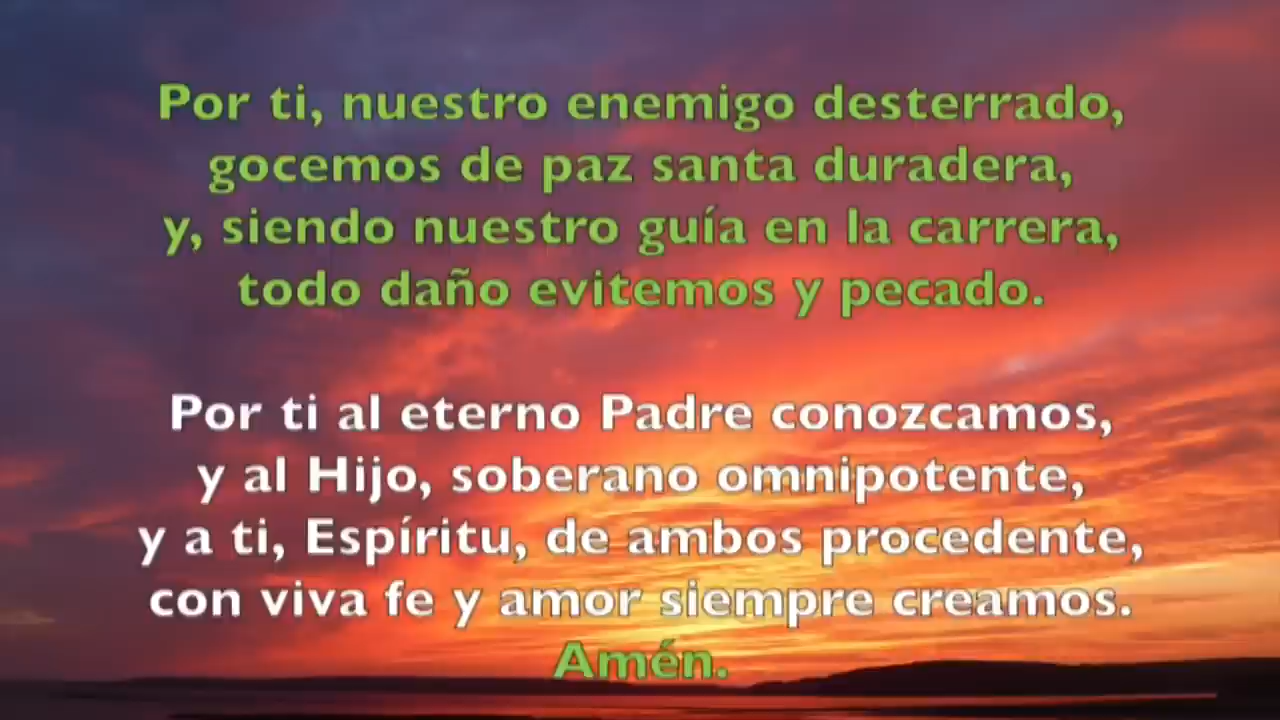 Por ti, nuestro enemigo desterrado,
gocemos de paz santa duradera,
y, siendo nuestro guía en la carrera,
todo daño evitemos y pecado.
Por ti al eterno Padre conozcamos,
y al Hijo, soberano omnipotente,
y a ti, Espíritu, de ambos procedente,
con viva fe y amor siempre creamos.
Amén.